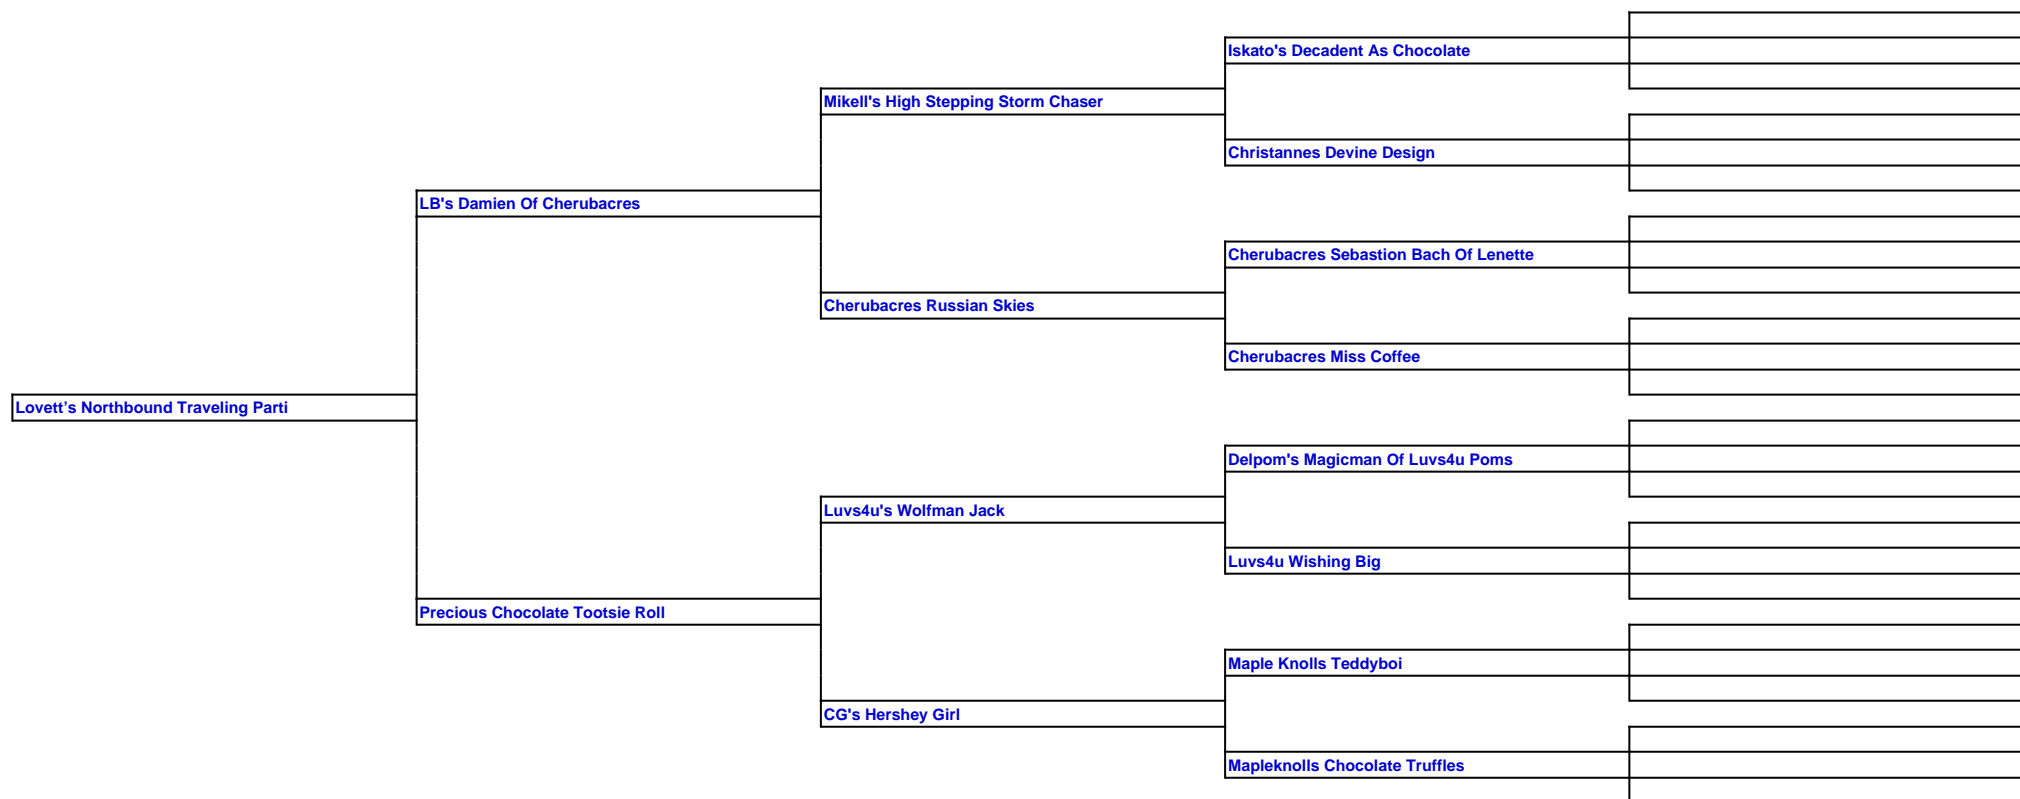 Iskato's Decadent As Chocolate
Mikell's High Stepping Storm Chaser
Christannes Devine Design
LB's Damien Of Cherubacres
Cherubacres Sebastion Bach Of Lenette
Cherubacres Russian Skies
Cherubacres Miss Coffee
Lovett’s Northbound Traveling Parti
Delpom's Magicman Of Luvs4u Poms
Luvs4u's Wolfman Jack
Luvs4u Wishing Big
Precious Chocolate Tootsie Roll
Maple Knolls Teddyboi
CG's Hershey Girl
Mapleknolls Chocolate Truffles